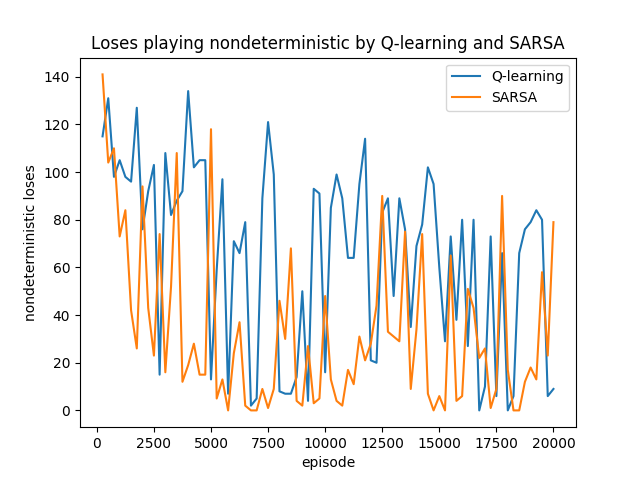 Loses playing nondeterministic by Q-learning and SARSA
nondeterministic loses
140
120
100
80
60
40
20
0
Q-learning
SARSA
0 2500 5000 7500 10000 12500 15000 17500 20000
episode